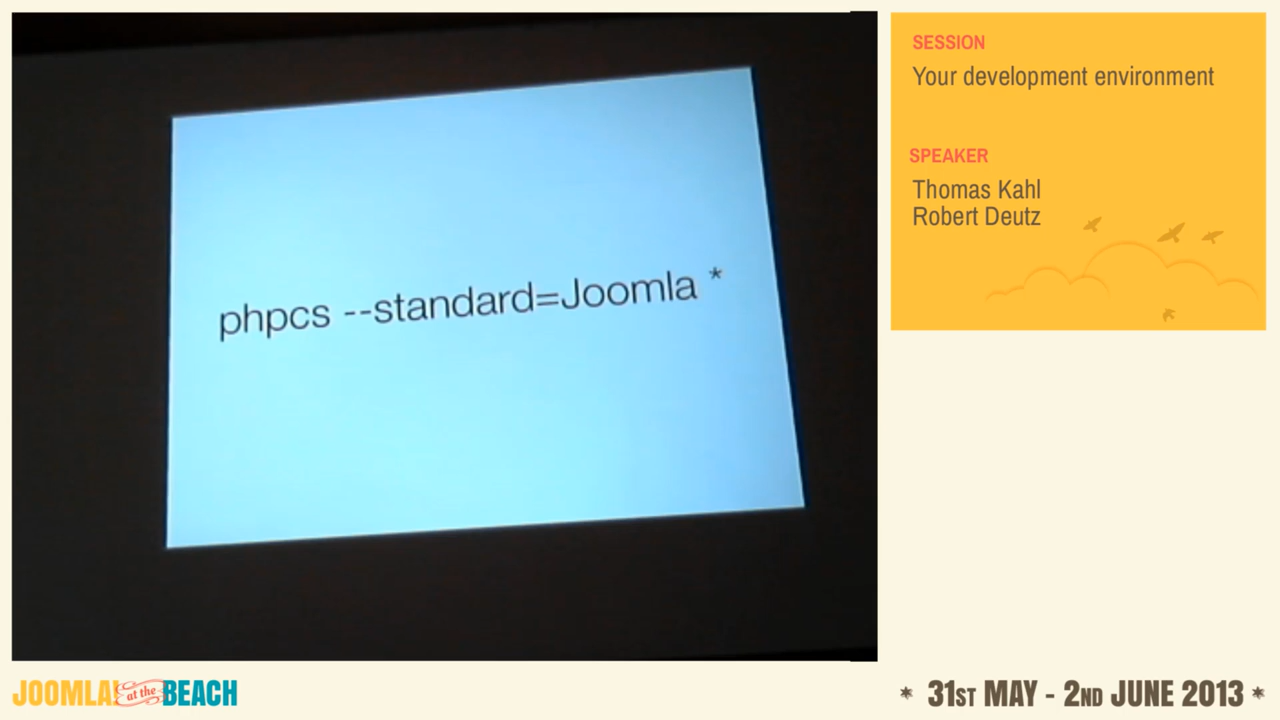 phpcs --standard=Joomla *
SESSION
Your development environment
SPEAKER
Thomas Kahl
Robert Deutz
JOOMLA! at the BEACH
* 31ST MAY - 2ND JUNE 2013 *